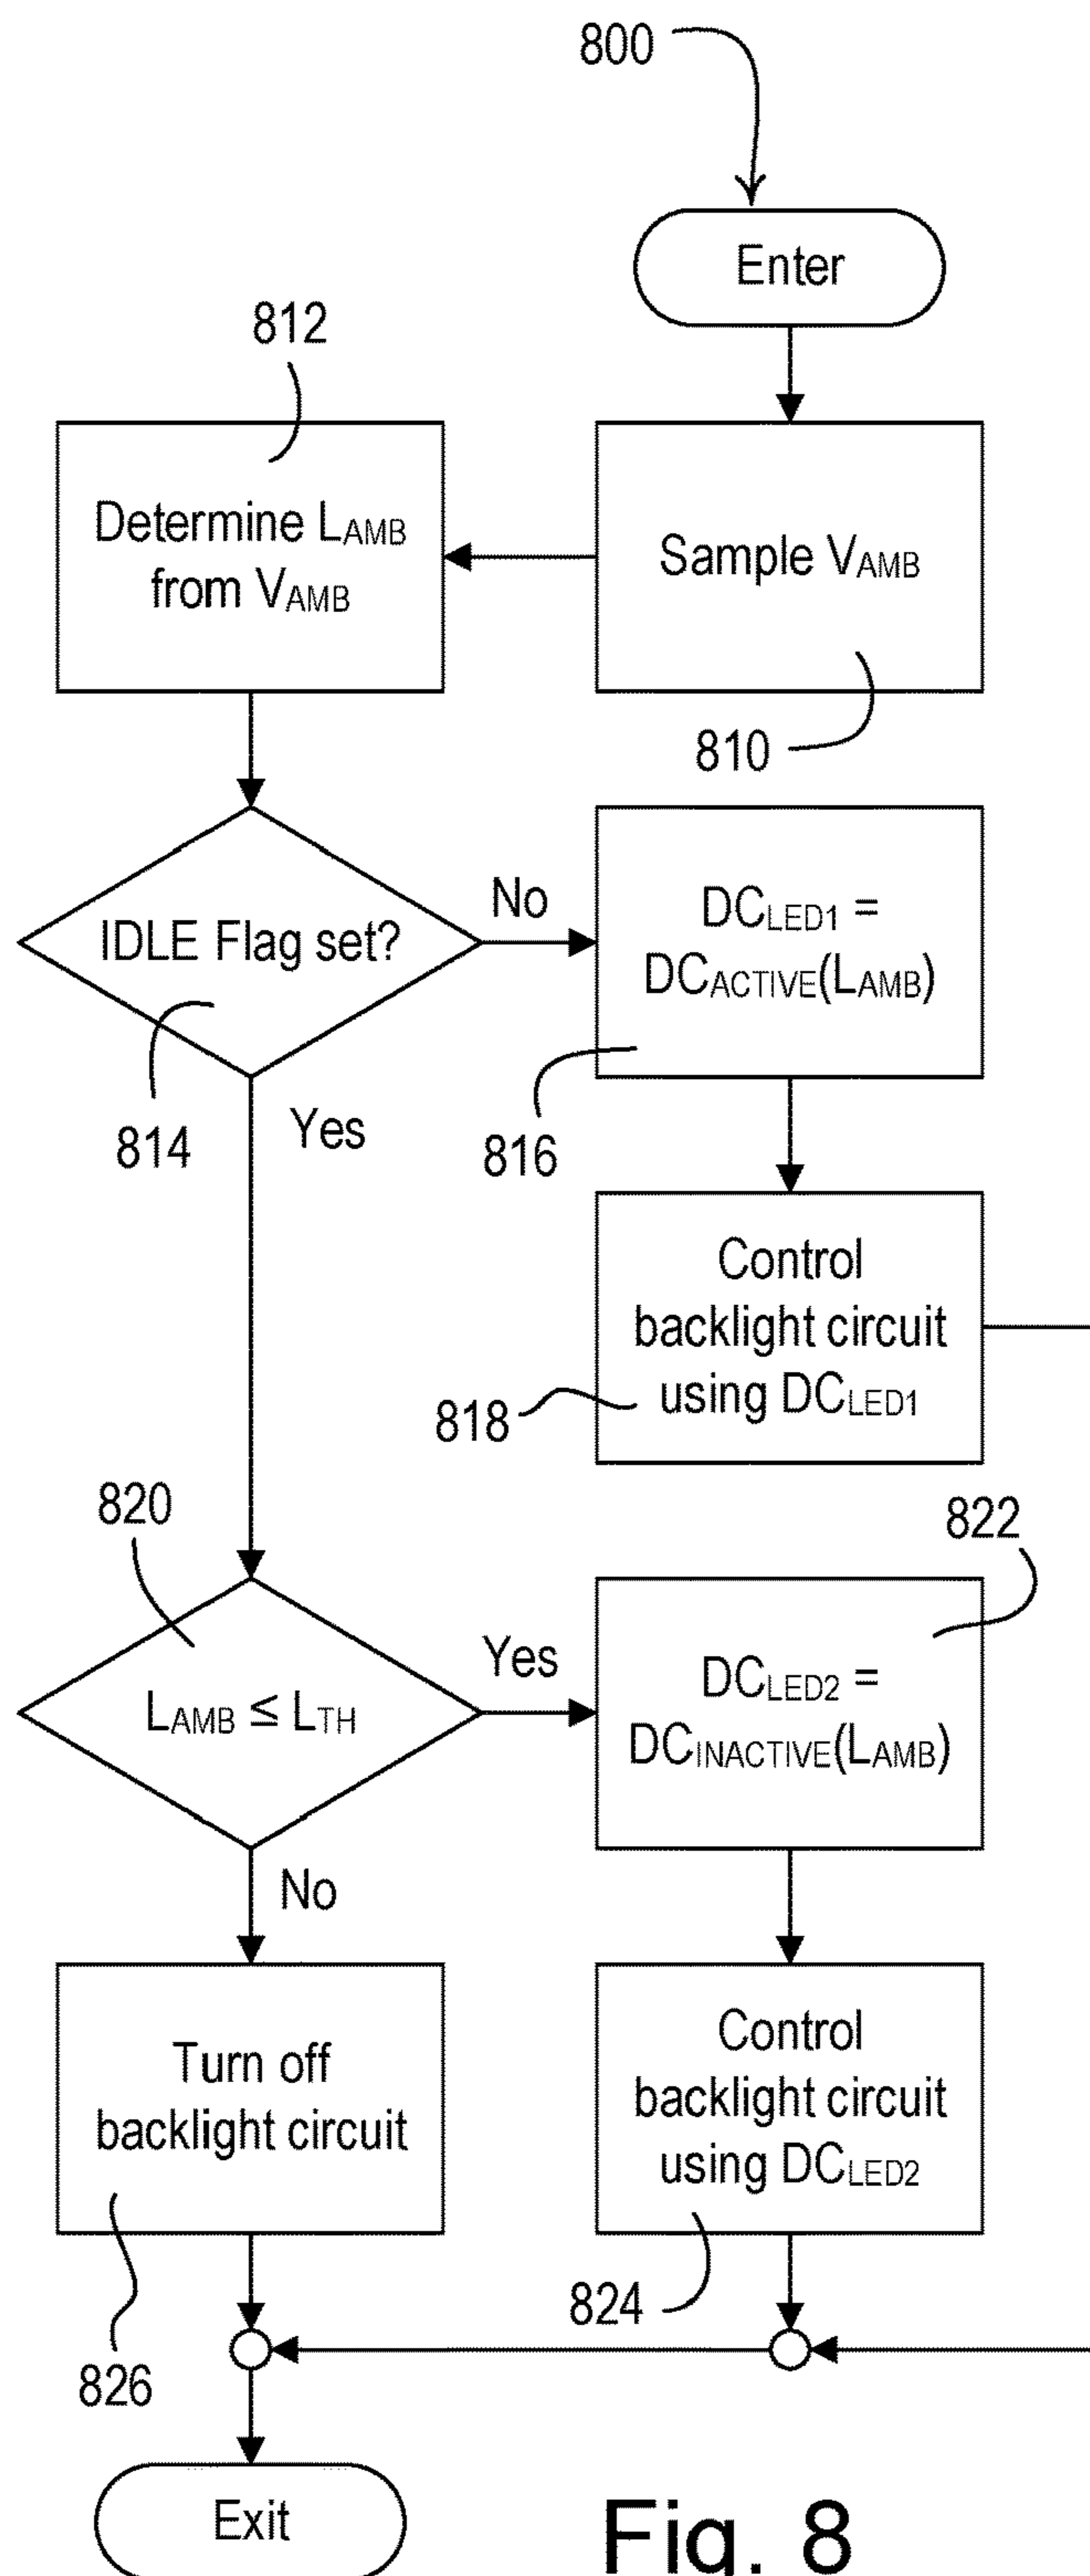 800
Enter
812
Determine LAMB
from VAMB
Sample VAMB
810
IDLE Flag set?
No
DCLED1 =
DCACTIVE(LAMB)
814
Yes
816
Control
backlight circuit
using DCLED1
818
820
822
LAMB ≤ LTH
Yes
DCLED2 =
DCINACTIVE(LAMB)
No
Turn off
backlight circuit
Control
backlight circuit
using DCLED2
824
826
Exit
Fig. 8